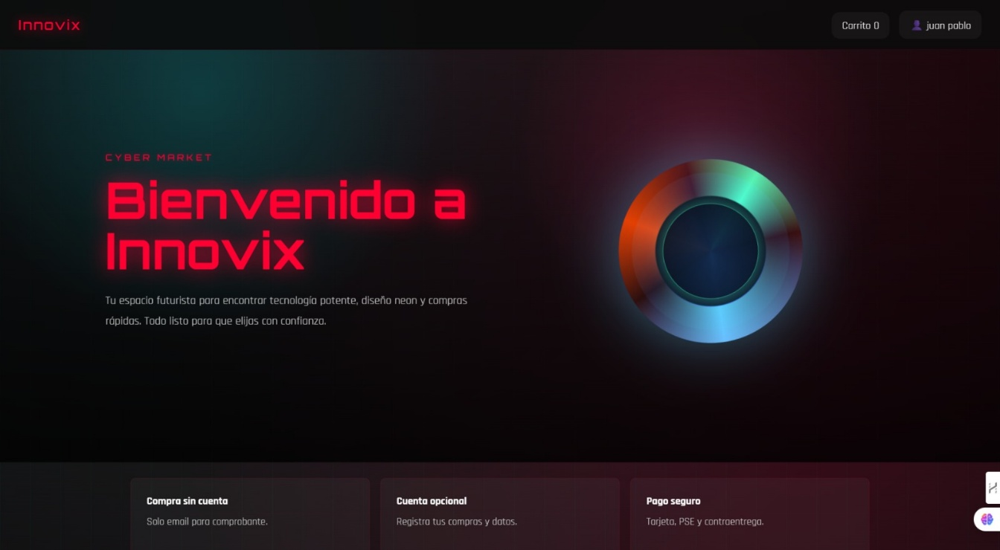 Innovix
Carrito 0
juan pablo
CYBER MARKET
Bienvenido a
Innovix
Tu espacio futurista para encontrar tecnología potente, diseño neon y compras
rápidas. Todo listo para que elijas con confianza.
Compra sin cuenta
Solo email para comprobante.
Cuenta opcional
Registra tus compras y datos.
Pago seguro
Tarjeta, PSE y contraentrega.